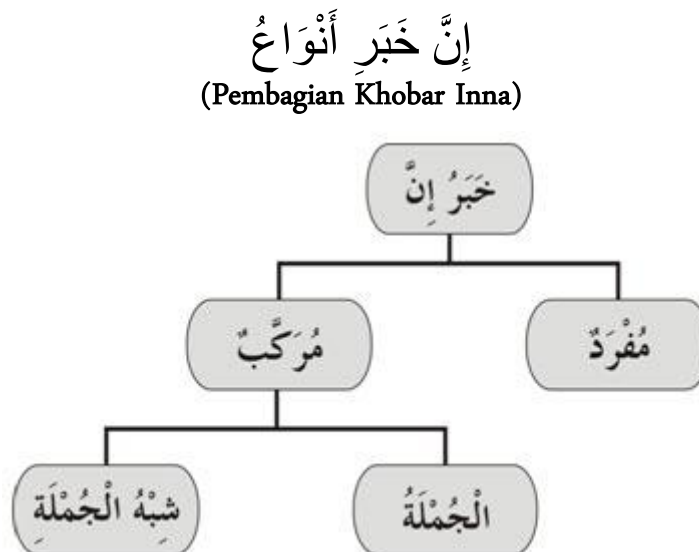 إِنَّ خَبَرِ أَنْوَاعُ
(Pembagian Khobar Inna)
خَبَرُ إِنَّ
مُفْرَدٌ
مُرَكَّبٌ
الْجُمْلَةُ
شِبْهُ الْجُمْلَةِ